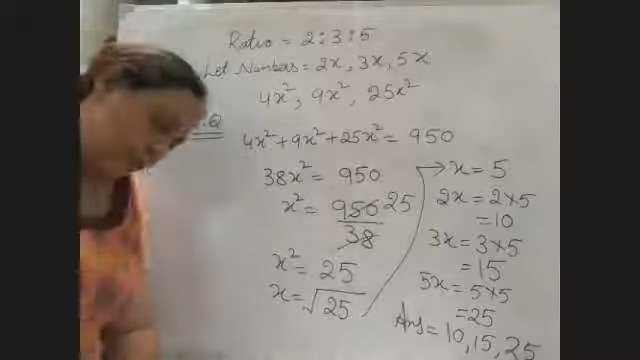 Ratio = 2:3:5
Let Numbers = 2x, 3x, 5x
4x², 9x², 25x²
Q
4x²+9x²+25x² = 950
38x² = 950
x² = 950 25
38
x² = 25
x = √25
→ x = 5
2x = 2×5
=10
3x = 3×5
=15
5x = 5×5
=25
Ans = 10, 15, 25